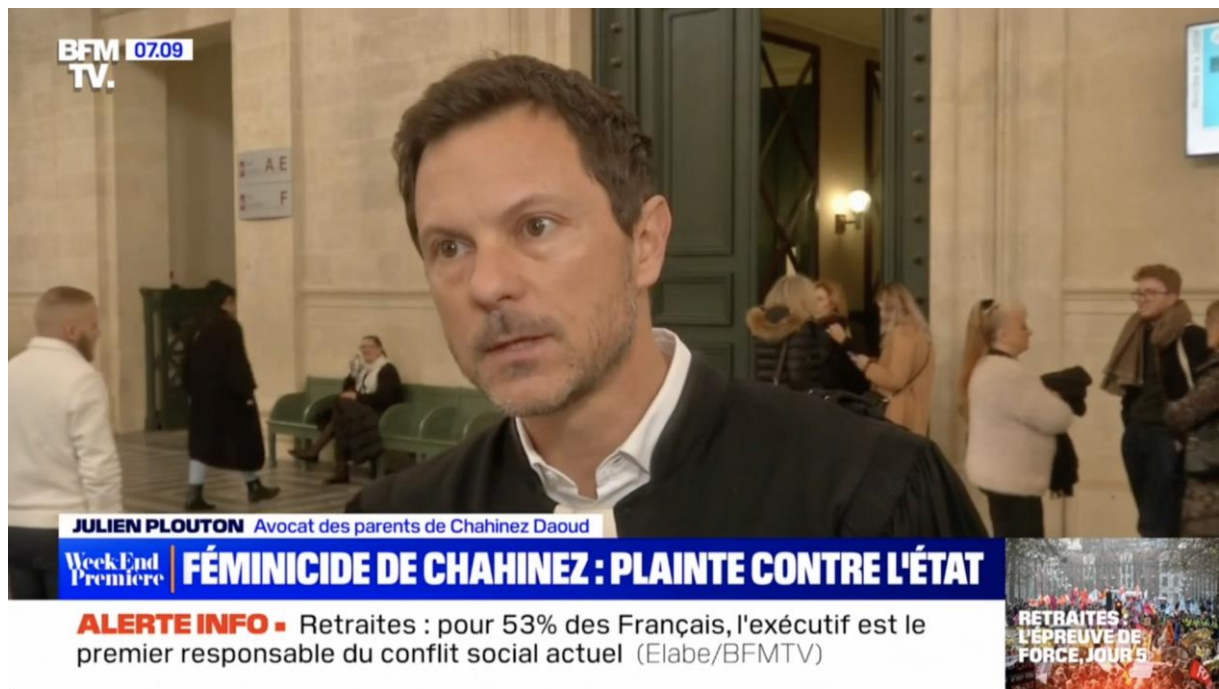 BFM 07.09
TV.
A E
F
JULIEN PLOUTON Avocat des parents de Chahinez Daoud
Week-End
Première
FÉMINICIDE DE CHAHINEZ : PLAINTE CONTRE L'ÉTAT
ALERTE INFO ▪ Retraites : pour 53% des Français, l'exécutif est le
premier responsable du conflit social actuel (Elabe/BFMTV)
RETRAITES :
L'ÉPREUVE DE
FORCE, JOUR 5